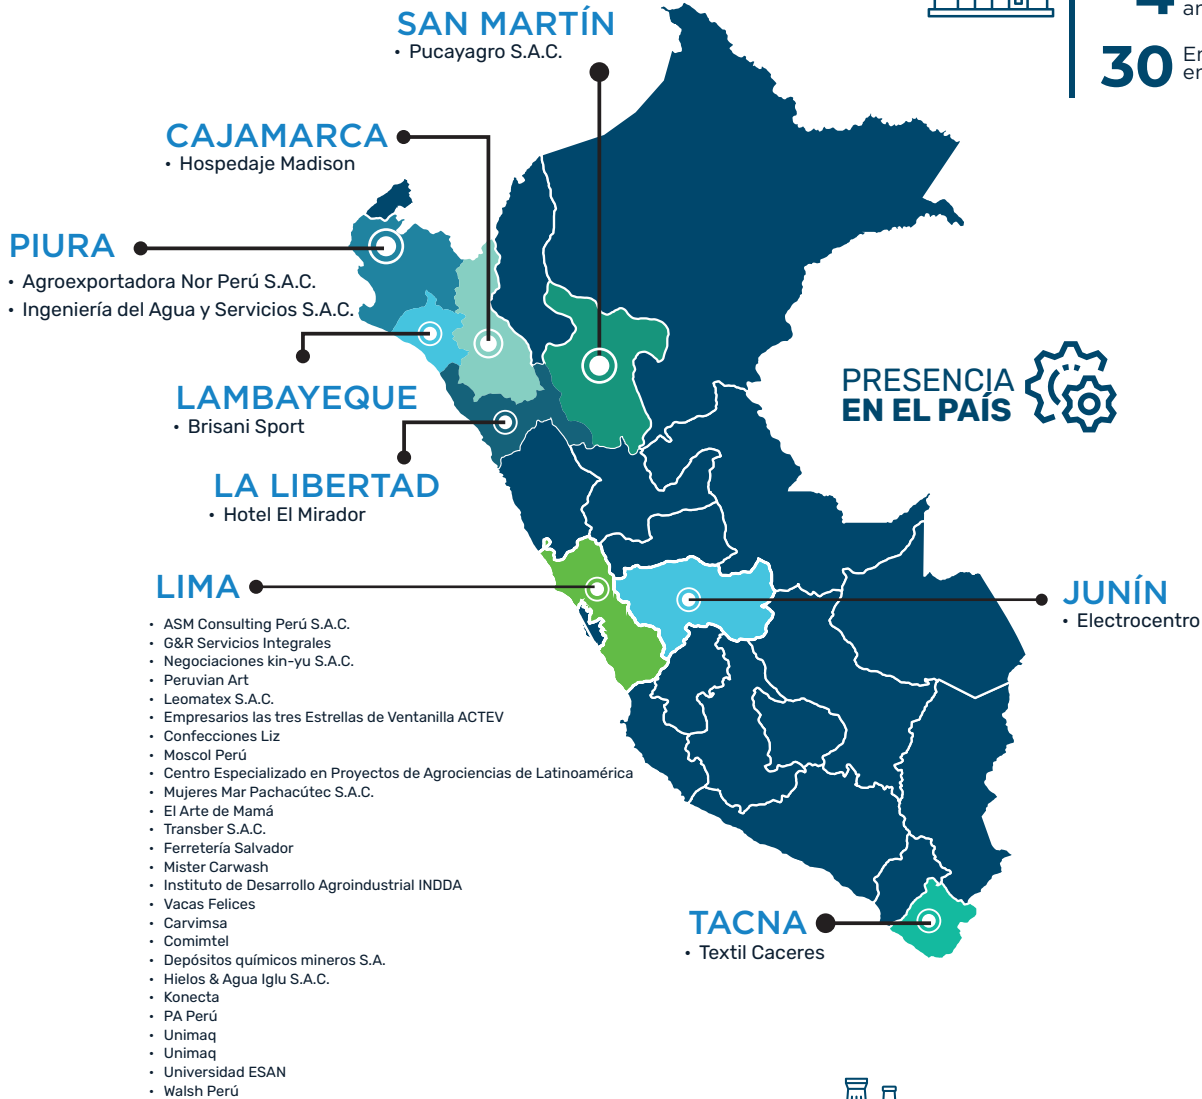 SAN MARTÍN
• Pucayagro S.A.C.
4
30
CAJAMARCA
• Hospedaje Madison
PIURA
• Agroexportadora Nor Perú S.A.C.
• Ingeniería del Agua y Servicios S.A.C.
LAMBAYEQUE
• Brisani Sport
LA LIBERTAD
• Hotel El Mirador
PRESENCIA
EN EL PAÍS
LIMA
• ASM Consulting Perú S.A.C.
• G&R Servicios Integrales
• Negociaciones kin-yu S.A.C.
• Peruvian Art
• Leomatex S.A.C.
• Empresarios las tres Estrellas de Ventanilla ACTEV
• Confecciones Liz
• Moscol Perú
• Centro Especializado en Proyectos de Agrociencias de Latinoamérica
• Mujeres Mar Pachacútec S.A.C.
• El Arte de Mamá
• Transber S.A.C.
• Ferretería Salvador
• Mister Carwash
• Instituto de Desarrollo Agroindustrial INDDA
• Vacas Felices
• Carvimsa
• Comimtel
• Depósitos químicos mineros S.A.
• Hielos & Agua Iglu S.A.C.
• Konecta
• PA Perú
• Unimaq
• Unimaq
• Universidad ESAN
• Walsh Perú
JUNÍN
• Electrocentro
TACNA
• Textil Caceres